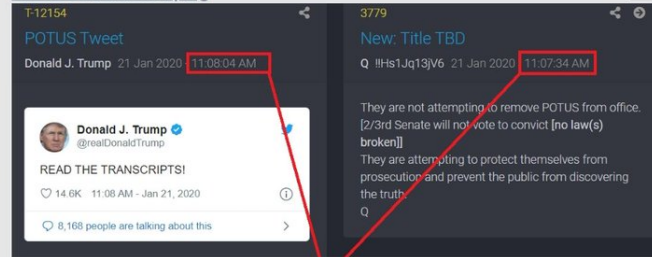 T-12154
POTUS Tweet
Donald J. Trump 21 Jan 2020 - 11:08:04 AM
Donald J. Trump
@realDonaldTrump
READ THE TRANSCRIPTS!
14.6K 11:08 AM - Jan 21, 2020
8,168 people are talking about this
3779
New: Title TBD
Q !!Hs1Jq13jV6 21 Jan 2020 11:07:34 AM
They are not attempting to remove POTUS from office.
[2/3rd Senate will not vote to convict [no law(s)
broken]]
They are attempting to protect themselves from
prosecution and prevent the public from discovering
the truth.
Q